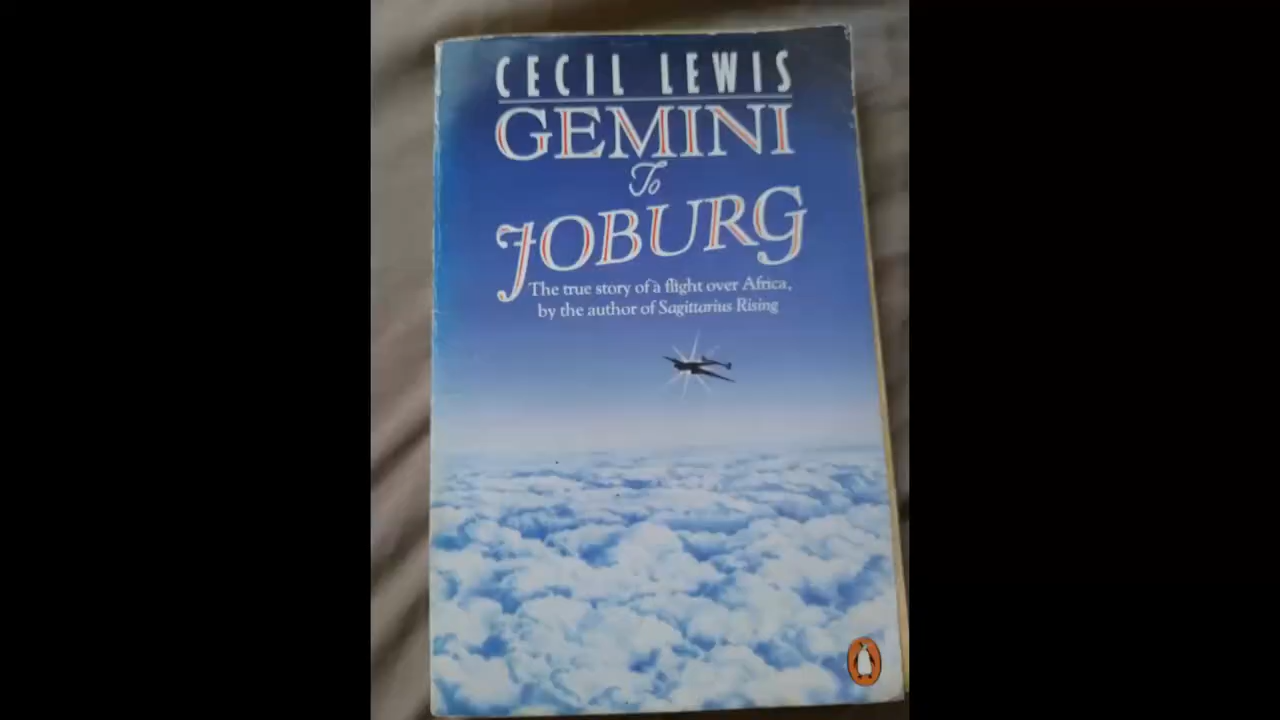 CECIL LEWIS
GEMINI
To
JOBURG
The true story of a flight over Africa,
by the author of Sagittarius Rising